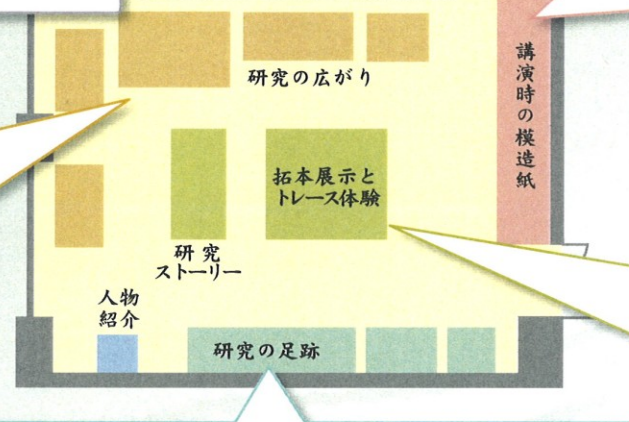 研究の広がり
講演時の模造紙
拓本展示と
トレース体験
研究
ストーリー
人物
紹介
研究の足跡